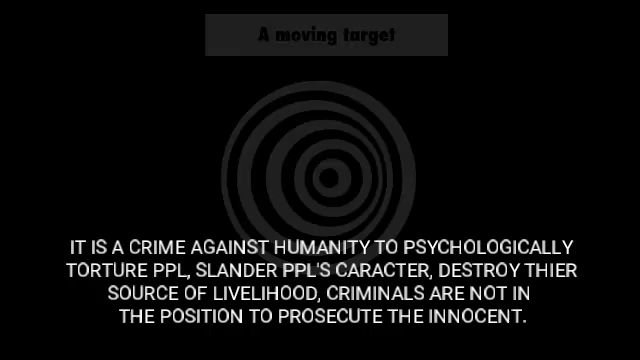 A moving target
IT IS A CRIME AGAINST HUMANITY TO PSYCHOLOGICALLY
TORTURE PPL, SLANDER PPL'S CARACTER, DESTROY THIER
SOURCE OF LIVELIHOOD, CRIMINALS ARE NOT IN
THE POSITION TO PROSECUTE THE INNOCENT.